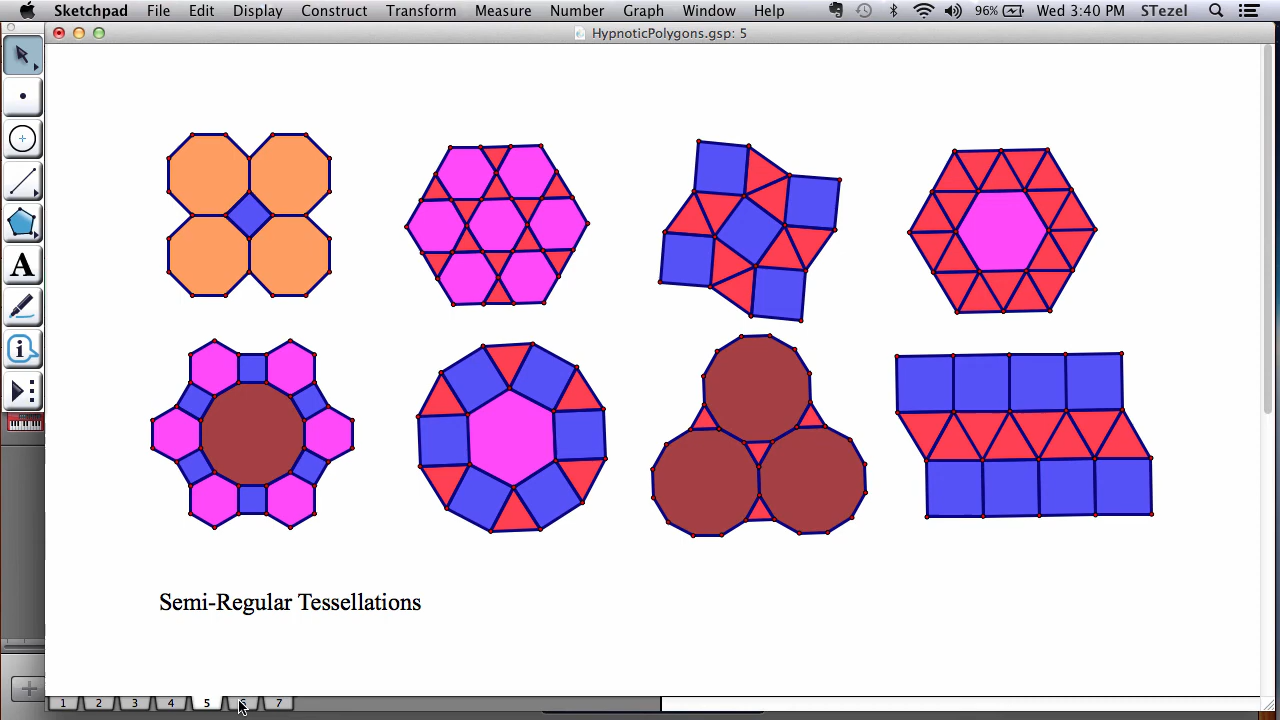 Sketchpad File Edit Display Construct Transform Measure Number Graph Window Help 96% Wed 3:40 PM STezel
HypnoticPolygons.gsp: 5
A
i
Semi-Regular Tessellations
1 2 3 4 5 6 7